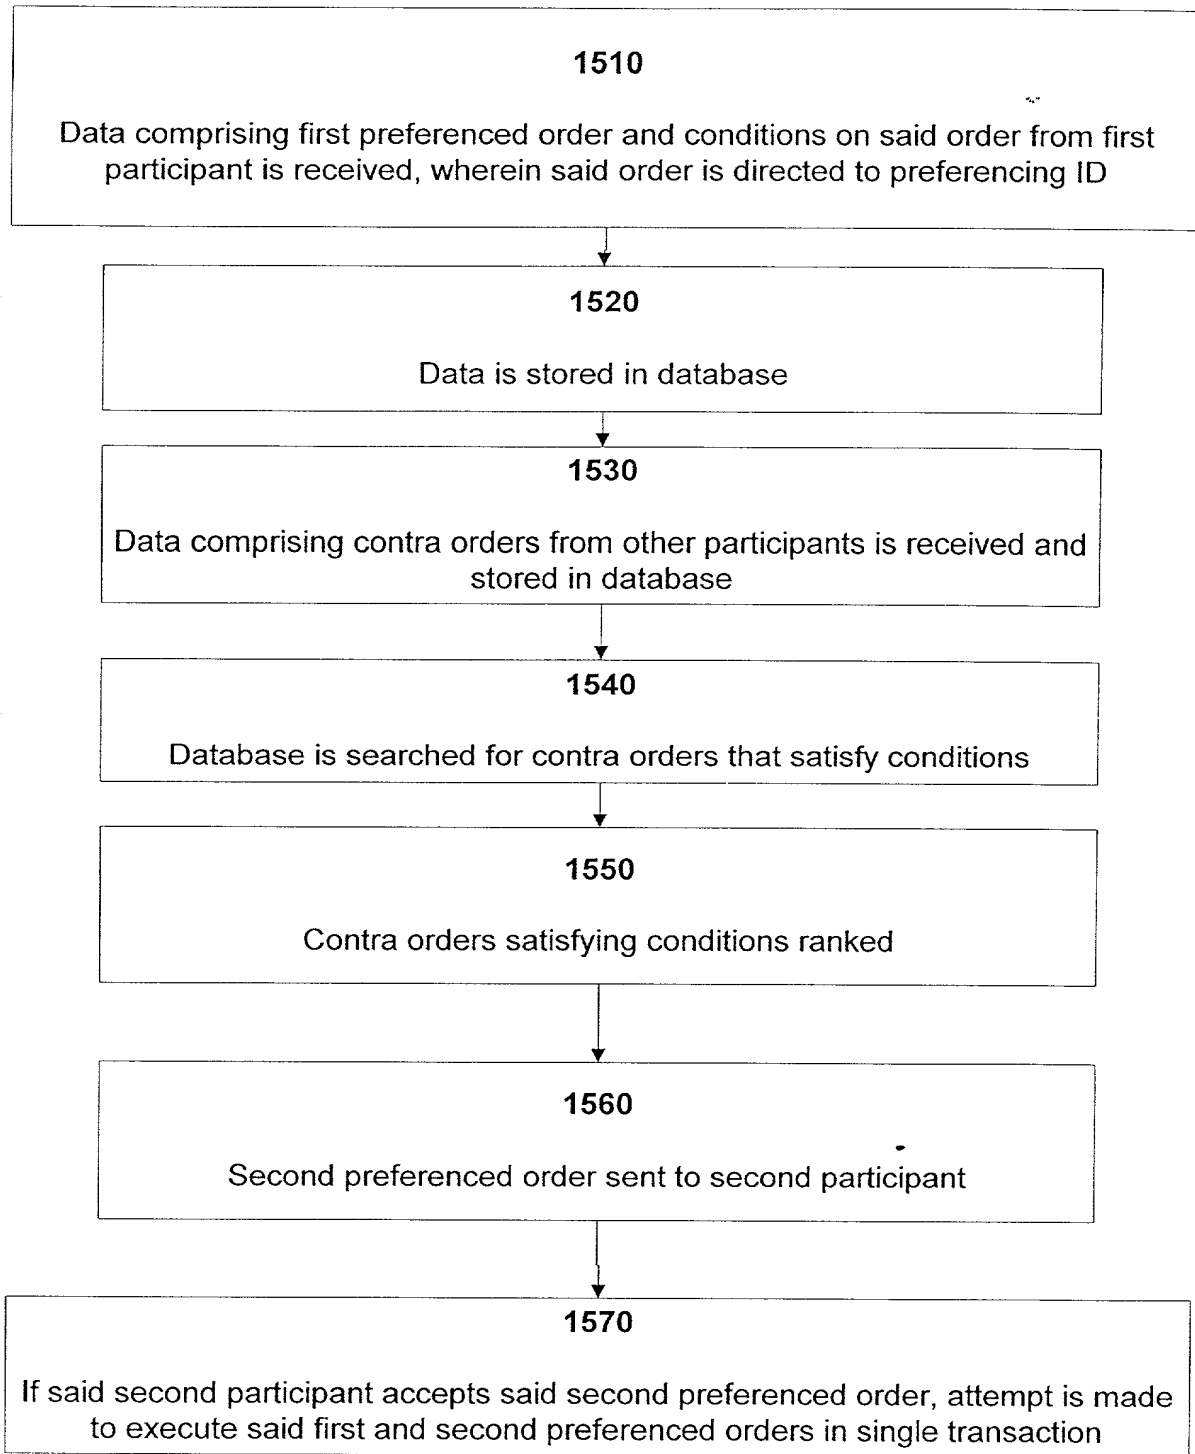 1510
Data comprising first preferenced order and conditions on said order from first
participant is received, wherein said order is directed to preferencing ID
1520
Data is stored in database
1530
Data comprising contra orders from other participants is received and
stored in database
1540
Database is searched for contra orders that satisfy conditions
1550
Contra orders satisfying conditions ranked
1560
Second preferenced order sent to second participant
1570
If said second participant accepts said second preferenced order, attempt is made
to execute said first and second preferenced orders in single transaction